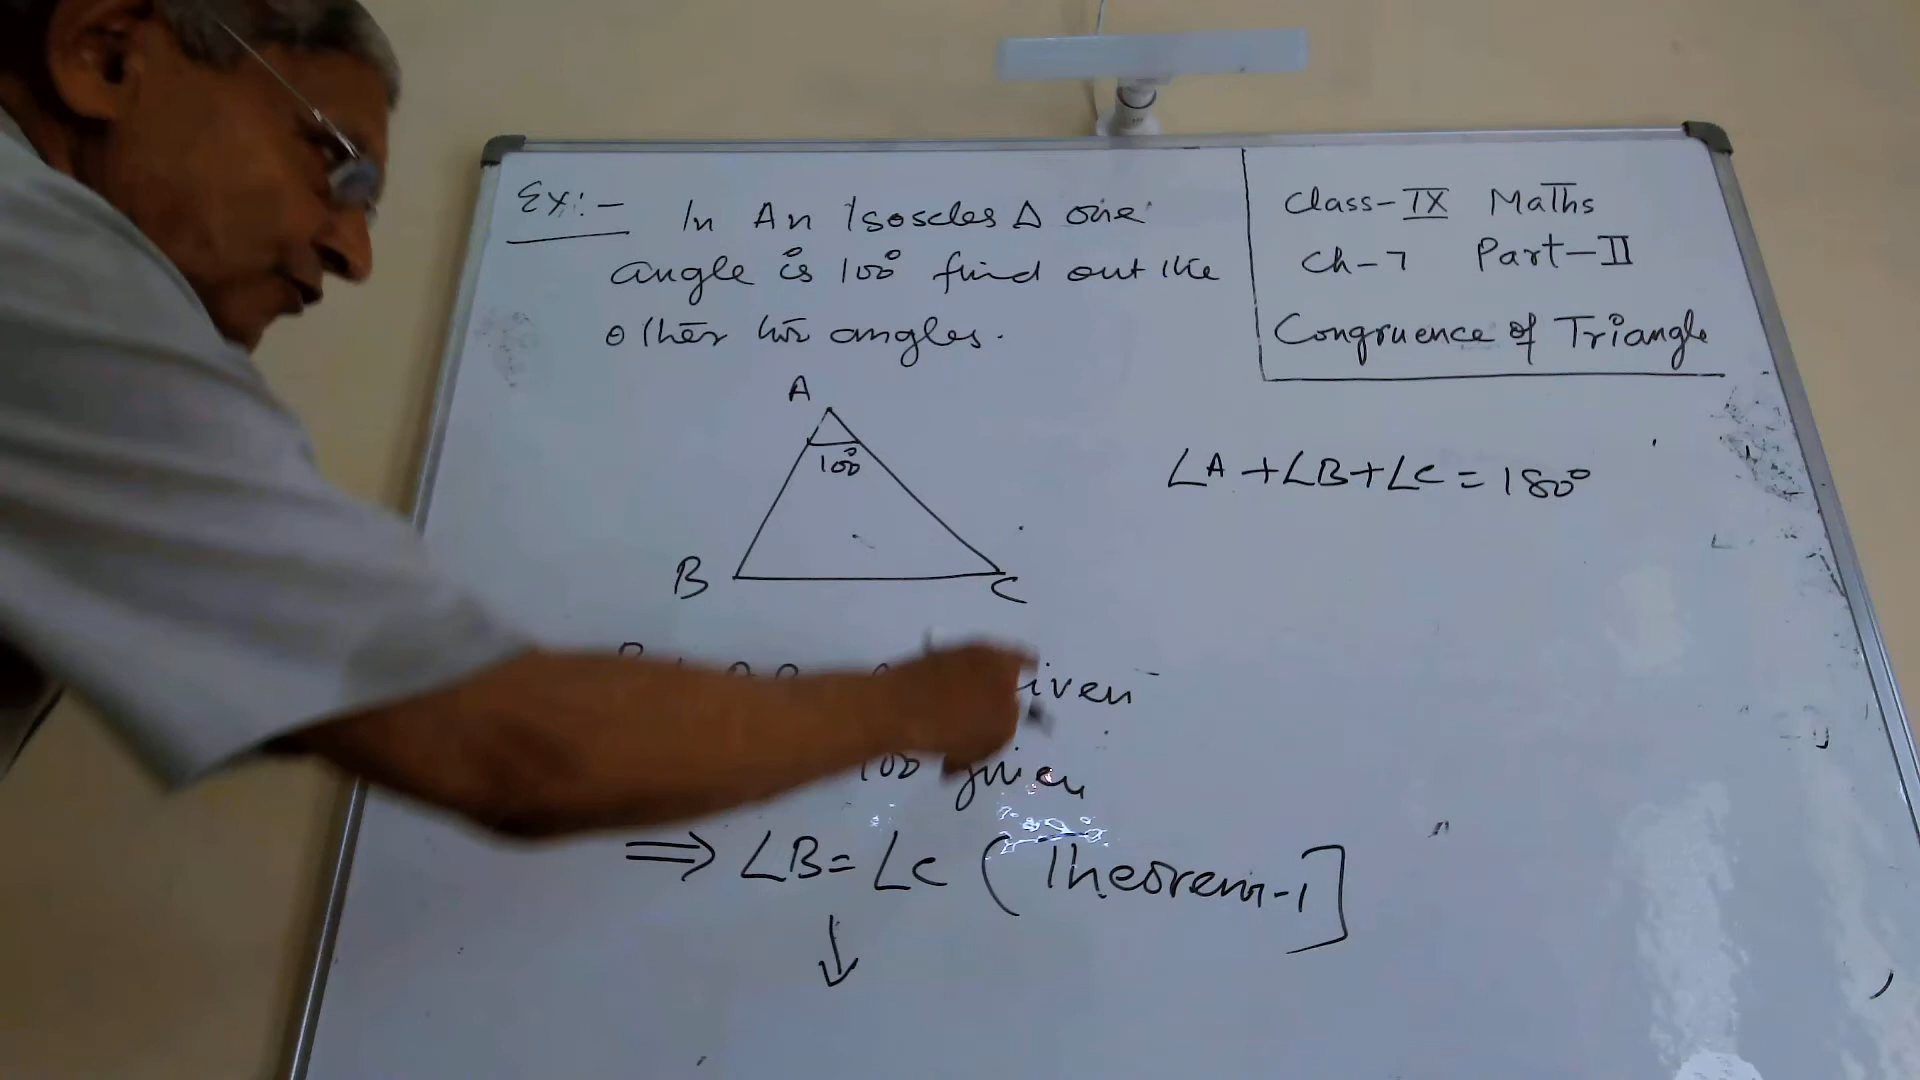 Ex:- In An Isosceles Δ one
angle is 100° find out the
other two angles.
Class-IX Maths
Ch-7 Part-II
Congruence of Triangle
A
100°
B
C
∠A+∠B+∠C=180°
given
100 given
⇒ ∠B=∠C (Theorem-1]
↓